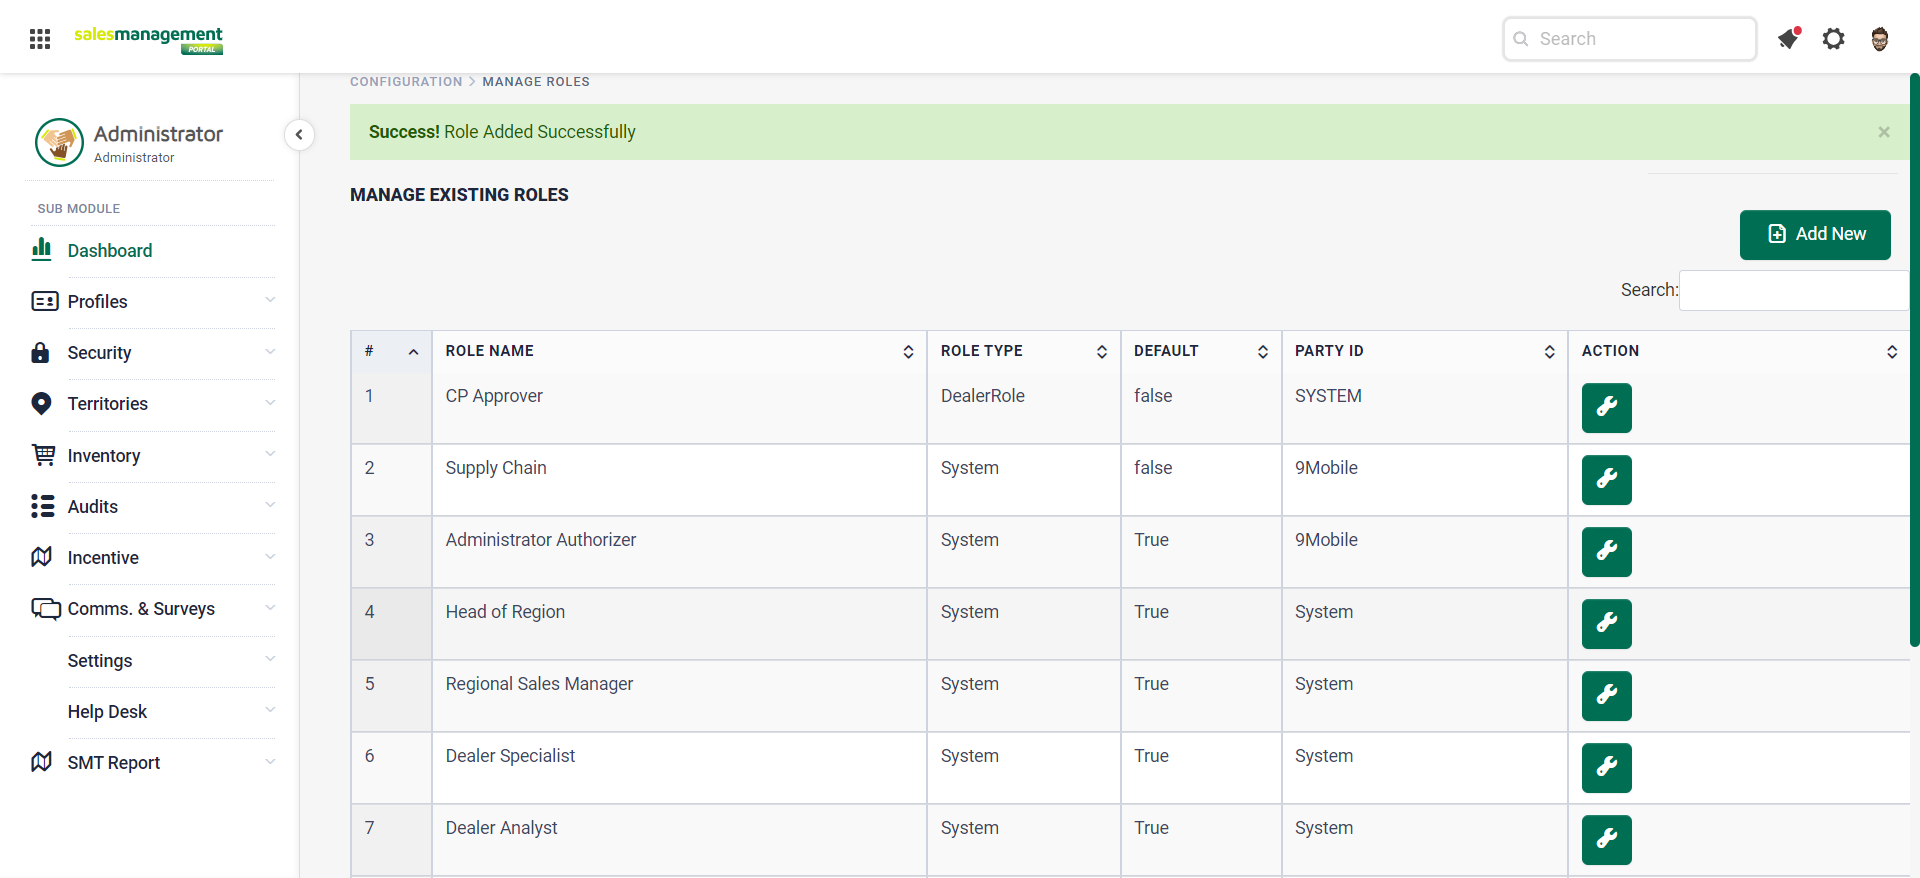 salesmanagement
PORTAL
Search
CONFIGURATION > MANAGE ROLES
Success! Role Added Successfully ×
Administrator
Administrator
SUB MODULE
Dashboard
Profiles
Security
Territories
Inventory
Audits
Incentive
Comms. & Surveys
Settings
Help Desk
SMT Report
MANAGE EXISTING ROLES
Add New
Search:
# ROLE NAME ROLE TYPE DEFAULT PARTY ID ACTION
1 CP Approver DealerRole false SYSTEM
2 Supply Chain System false 9Mobile
3 Administrator Authorizer System True 9Mobile
4 Head of Region System True System
5 Regional Sales Manager System True System
6 Dealer Specialist System True System
7 Dealer Analyst System True System